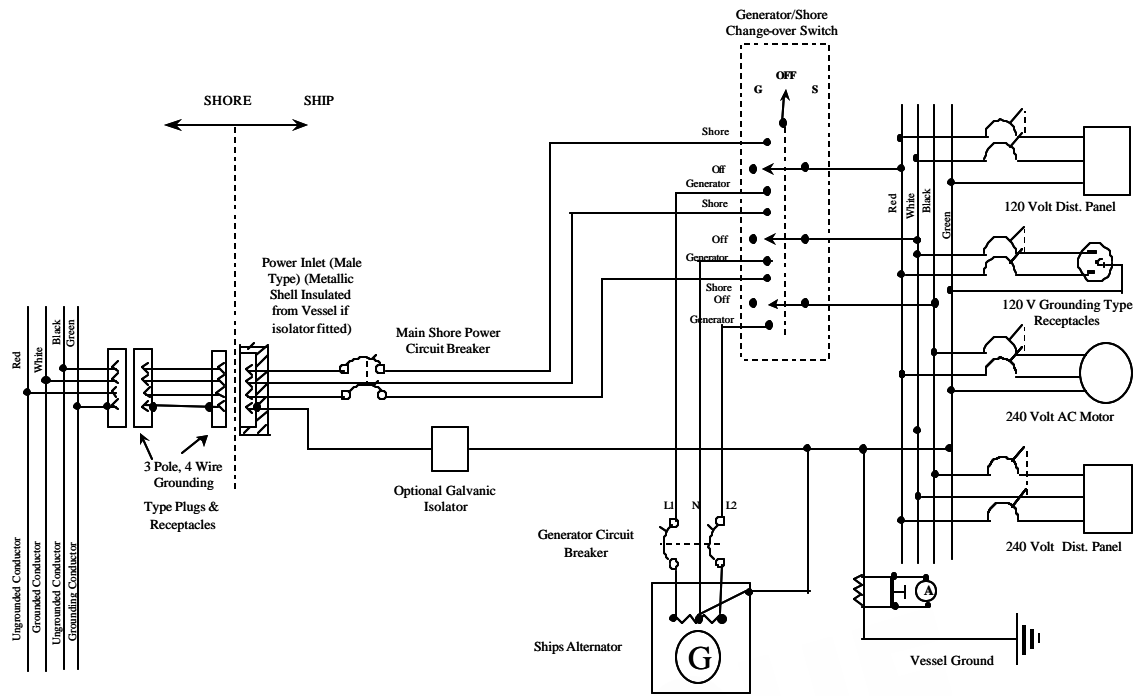 Generator/Shore
Change-over Switch
OFF
G
S
SHORE
SHIP
Shore
Off
Generator
Shore
Off
Generator
Shore
Off
Generator
Red
White
Black
Green
120 Volt Dist. Panel
120 V Grounding Type
Receptacles
240 Volt AC Motor
240 Volt Dist. Panel
Power Inlet (Male
Type) (Metallic
Shell Insulated
from Vessel if
isolator fitted)
Main Shore Power
Circuit Breaker
Red
White
Black
Green
3 Pole, 4 Wire
Grounding
Type Plugs &
Receptacles
Optional Galvanic
Isolator
L1
N
L2
Generator Circuit
Breaker
Ungrounded Conductor
Grounded Conductor
Ungrounded Conductor
Grounding Conductor
A
Ships Alternator
G
Vessel Ground